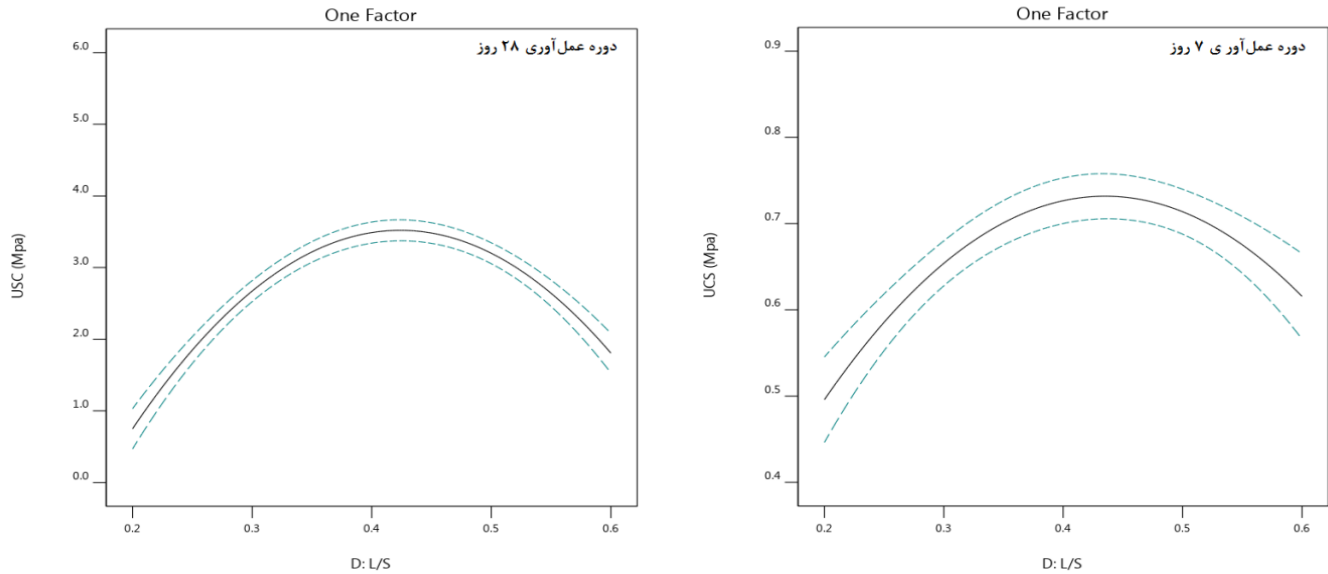 One Factor
دوره عمل‌آوری ۲۸ روز
6.0
5.0
4.0
3.0
2.0
1.0
0.0
USC (Mpa)
0.2 0.3 0.4 0.5 0.6
D: L/S
One Factor
دوره عمل‌آور ی ۷ روز
0.9
0.8
0.7
0.6
0.5
0.4
UCS (Mpa)
0.2 0.3 0.4 0.5 0.6
D: L/S